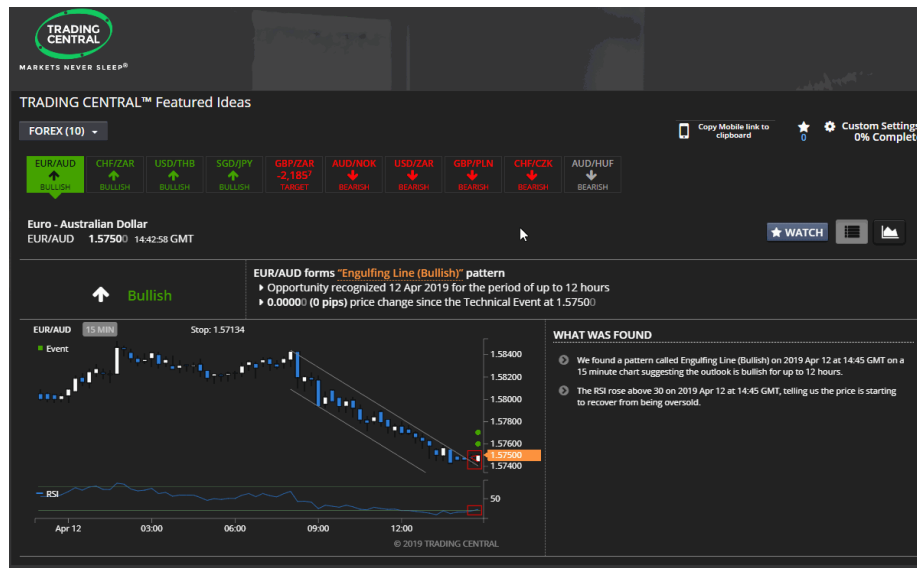 TRADING
CENTRAL
MARKETS NEVER SLEEP®
TRADING CENTRAL™ Featured Ideas
FOREX (10)
Copy Mobile link to
clipboard
0
Custom Settings
0% Complet
EUR/AUD CHF/ZAR USD/THB SGD/JPY GBP/ZAR AUD/NOK USD/ZAR GBP/PLN CHF/CZK AUD/HUF
-2,185⁷
BULLISH BULLISH BULLISH BULLISH TARGET BEARISH BEARISH BEARISH BEARISH BEARISH
Euro - Australian Dollar
EUR/AUD 1.57500 14:42:58 GMT
WATCH
Bullish
EUR/AUD forms "Engulfing Line (Bullish)" pattern
Opportunity recognized 12 Apr 2019 for the period of up to 12 hours
0.00000 (0 pips) price change since the Technical Event at 1.57500
EUR/AUD 15 MIN Stop: 1.57134
Event
1.58400
1.58200
1.58000
1.57800
1.57600
1.57500
1.57400
RSI
50
Apr 12 03:00 06:00 09:00 12:00
© 2019 TRADING CENTRAL
WHAT WAS FOUND
We found a pattern called Engulfing Line (Bullish) on 2019 Apr 12 at 14:45 GMT on a
15 minute chart suggesting the outlook is bullish for up to 12 hours.
The RSI rose above 30 on 2019 Apr 12 at 14:45 GMT, telling us the price is starting
to recover from being oversold.